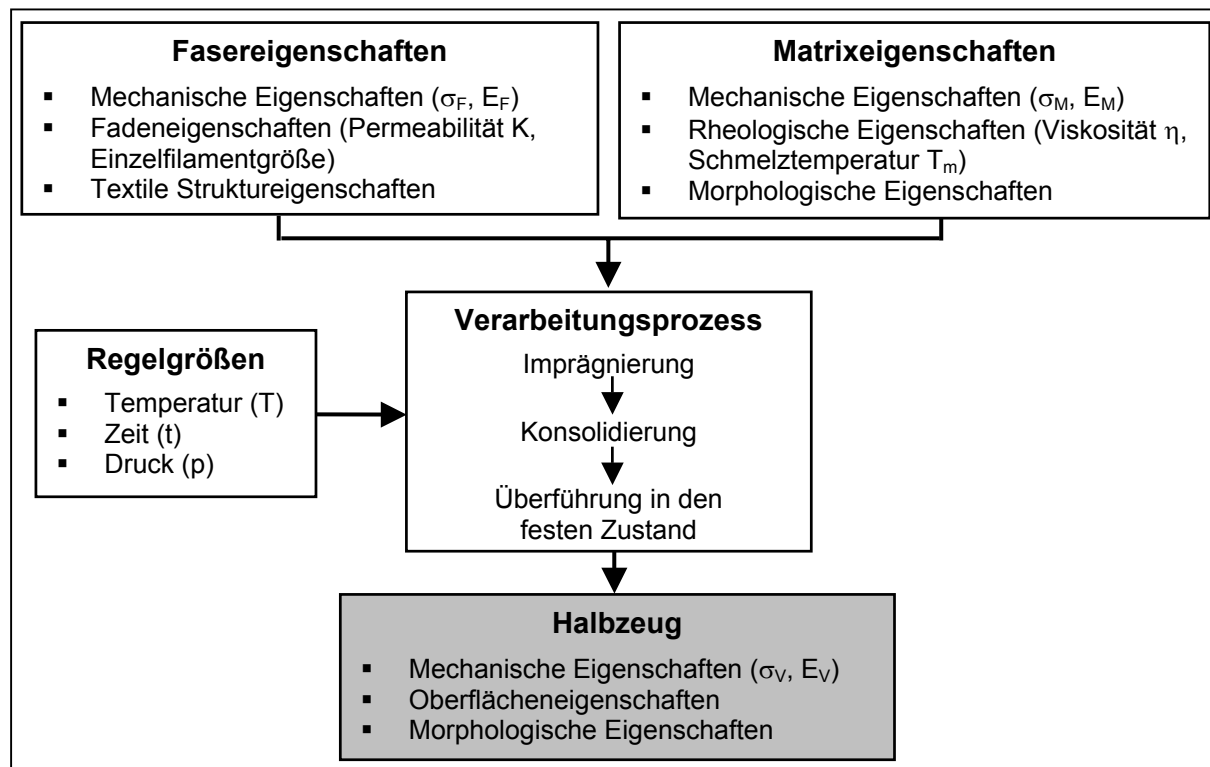 Fasereigenschaften
▪ Mechanische Eigenschaften (σF, EF)
▪ Fadeneigenschaften (Permeabilität K,
Einzelfilamentgröße)
▪ Textile Struktureigenschaften
Matrixeigenschaften
▪ Mechanische Eigenschaften (σM, EM)
▪ Rheologische Eigenschaften (Viskosität η,
Schmelztemperatur Tm)
▪ Morphologische Eigenschaften
Regelgrößen
▪ Temperatur (T)
▪ Zeit (t)
▪ Druck (p)
Verarbeitungsprozess
Imprägnierung
Konsolidierung
Überführung in den
festen Zustand
Halbzeug
▪ Mechanische Eigenschaften (σV, EV)
▪ Oberflächeneigenschaften
▪ Morphologische Eigenschaften